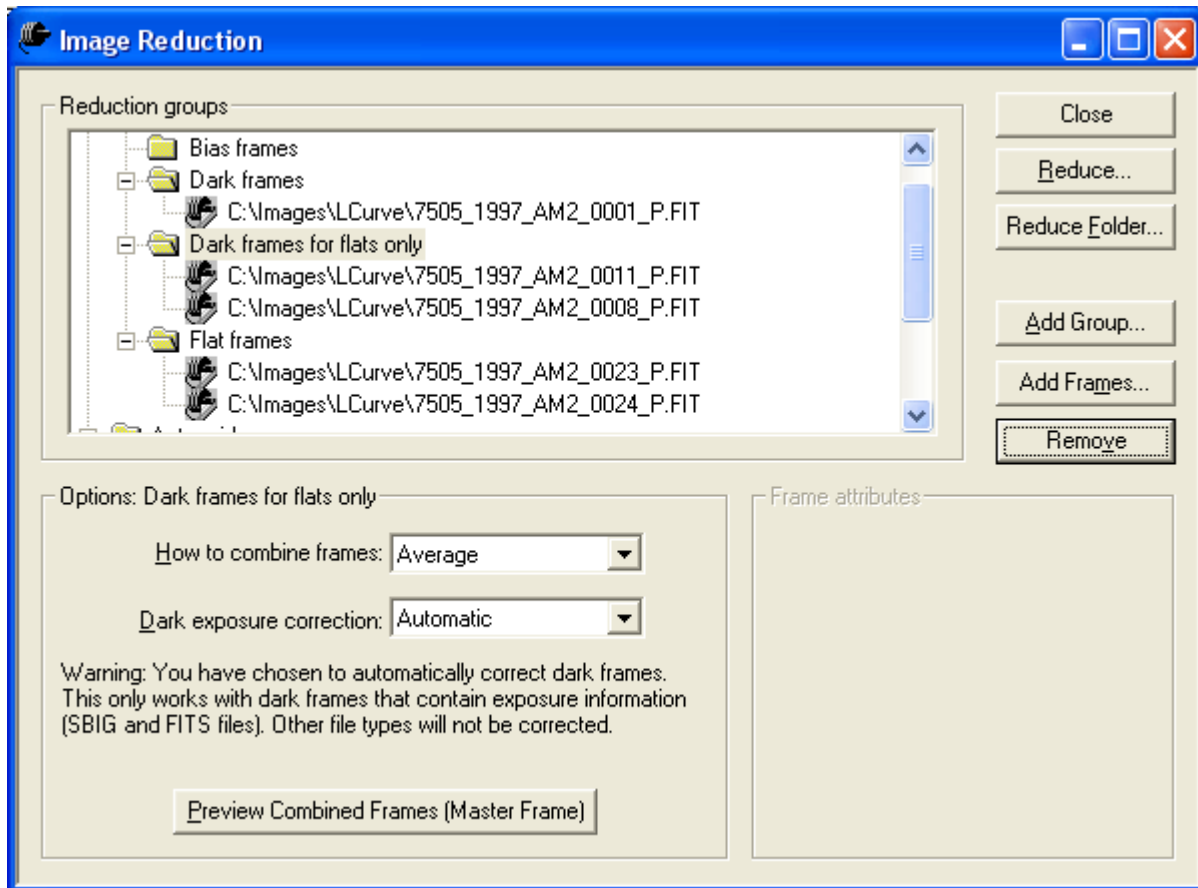 Image Reduction
Reduction groups
Bias frames
Dark frames
C:\Images\LCurve\7505_1997_AM2_0001_P.FIT
Dark frames for flats only
C:\Images\LCurve\7505_1997_AM2_0011_P.FIT
C:\Images\LCurve\7505_1997_AM2_0008_P.FIT
Flat frames
C:\Images\LCurve\7505_1997_AM2_0023_P.FIT
C:\Images\LCurve\7505_1997_AM2_0024_P.FIT
Close
Reduce...
Reduce Folder...
Add Group...
Add Frames...
Remove
Options: Dark frames for flats only
How to combine frames: Average
Dark exposure correction: Automatic
Warning: You have chosen to automatically correct dark frames.
This only works with dark frames that contain exposure information
(SBIG and FITS files). Other file types will not be corrected.
Preview Combined Frames (Master Frame)
Frame attributes